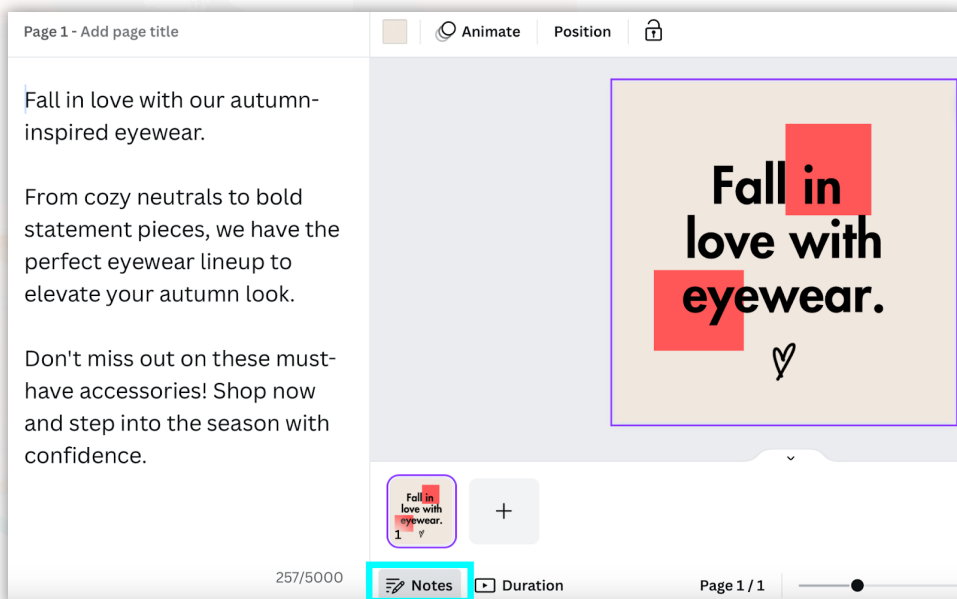 Page 1 - Add page title
Animate
Position
Fall in love with our autumn-
inspired eyewear.
From cozy neutrals to bold
statement pieces, we have the
perfect eyewear lineup to
elevate your autumn look.
Don't miss out on these must-
have accessories! Shop now
and step into the season with
confidence.
257/5000
Fall in
love with
eyewear.
Fall in
love with
eyewear.
1
Notes
Duration
Page 1 / 1